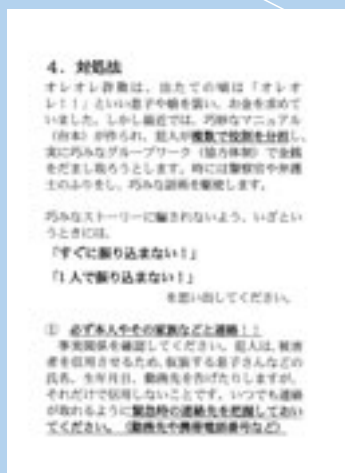 ４．対処法
オレオレ詐欺は、出たての頃は「オレオ
レ！！」といい息子や孫を装い、お金を求めて
いました。しかし最近では、巧妙なマニュアル
（台本）が作られ、犯人が複数で役割を分担し、
実に巧みなグループワーク（協力体制）で金銭
をだまし取ろうとします。時には警察官や弁護
士のふりをし、巧みな話術を駆使します。
巧みなストーリーに騙されないよう、いざとい
うときには、
「すぐに振り込まない！」
「１人で振り込まない！」
を思い出してください。
① 必ず本人やその家族などと連絡！！
事実関係を確認してください。犯人は、被害
者を信用させるため、仮装する息子さんなどの
氏名、生年月日、勤務先を告げたりしますが、
それだけで信用しないことです。いつでも連絡
が取れるように緊急時の連絡先を把握しておい
てください。（勤務先や携帯電話番号など）